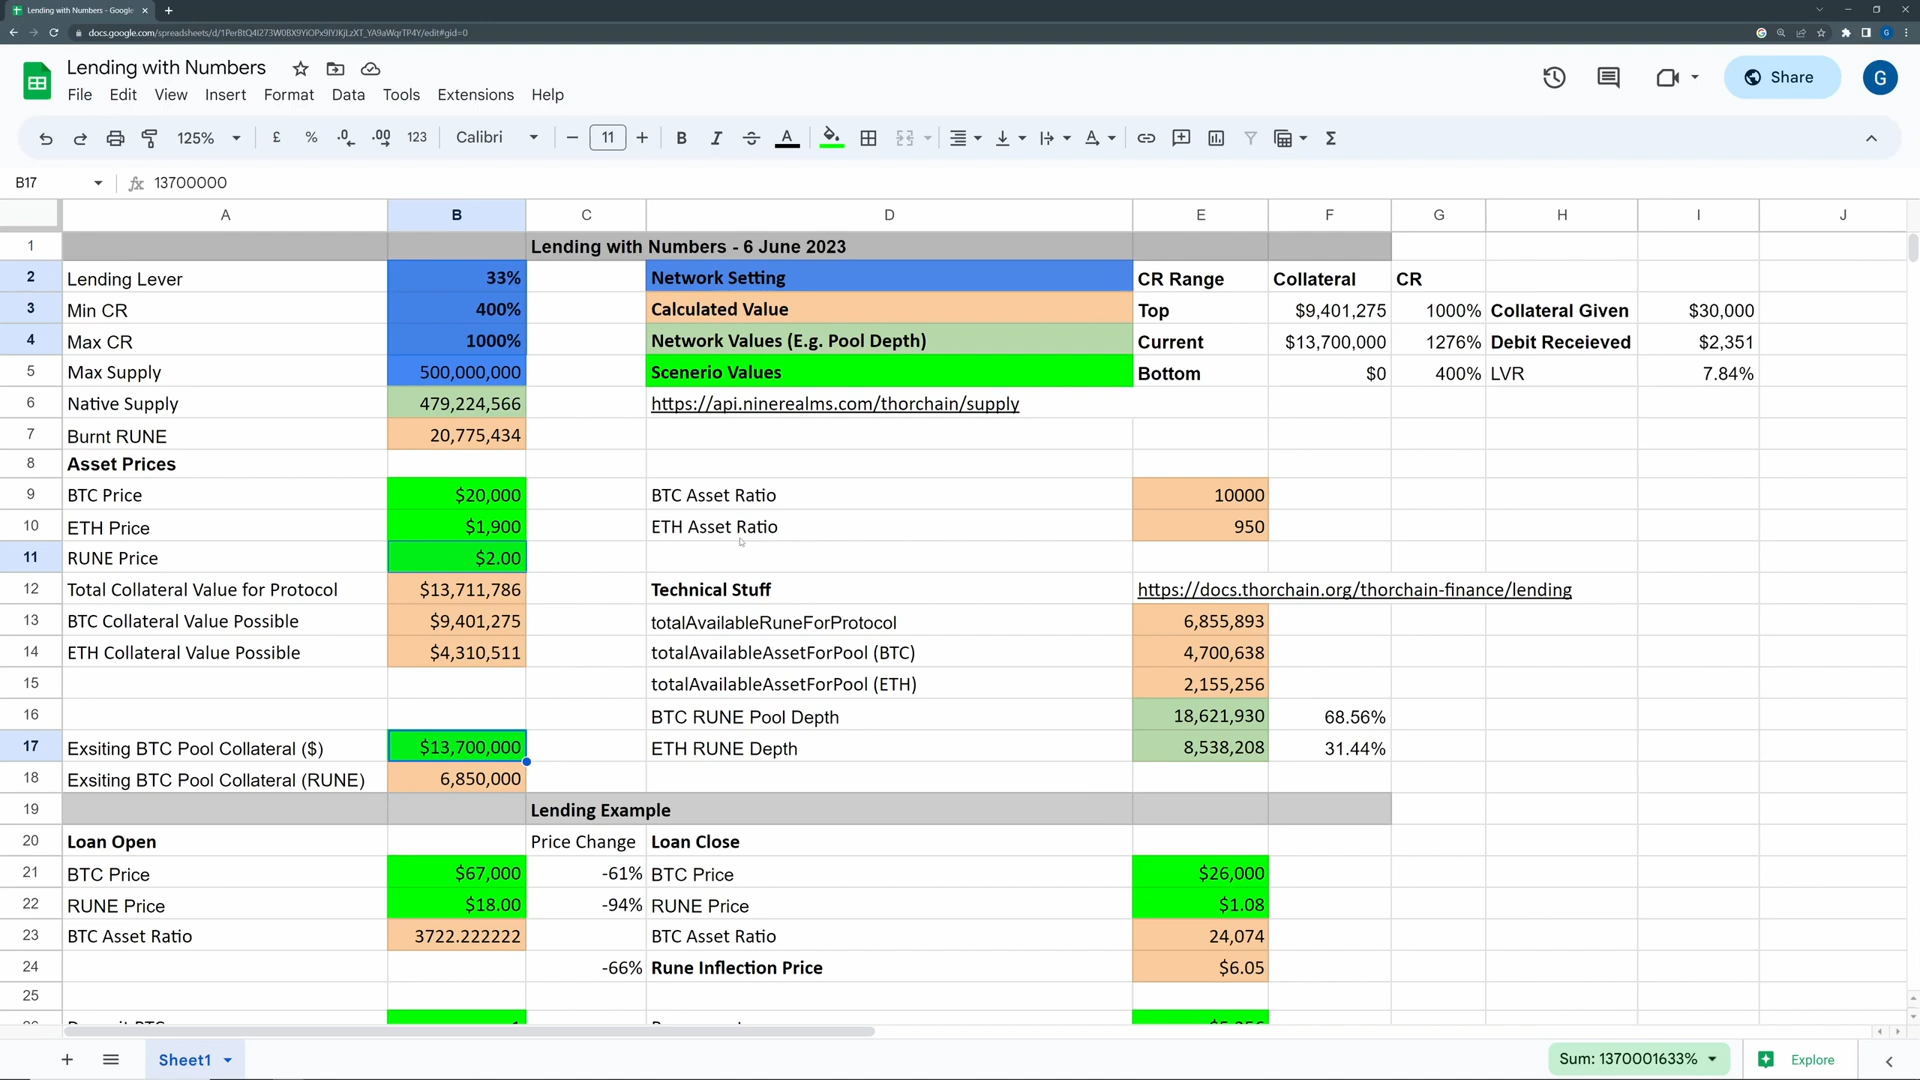 Lending with Numbers - Google
docs.google.com/spreadsheets/d/1PerBtQ4I273W0BX9YiOPx9IYJKjLzXT_YA9aWqrTP4Y/edit#gid=0
Lending with Numbers
File Edit View Insert Format Data Tools Extensions Help
Share
G
125% £ % .0 .00 123 Calibri 11
B17 fx 13700000
A B C D E F G H I J
1 Lending with Numbers - 6 June 2023
2 Lending Lever 33% Network Setting CR Range Collateral CR
3 Min CR 400% Calculated Value Top $9,401,275 1000% Collateral Given $30,000
4 Max CR 1000% Network Values (E.g. Pool Depth) Current $13,700,000 1276% Debit Receieved $2,351
5 Max Supply 500,000,000 Scenerio Values Bottom $0 400% LVR 7.84%
6 Native Supply 479,224,566 https://api.ninerealms.com/thorchain/supply
7 Burnt RUNE 20,775,434
8 Asset Prices
9 BTC Price $20,000 BTC Asset Ratio 10000
10 ETH Price $1,900 ETH Asset Ratio 950
11 RUNE Price $2.00
12 Total Collateral Value for Protocol $13,711,786 Technical Stuff https://docs.thorchain.org/thorchain-finance/lending
13 BTC Collateral Value Possible $9,401,275 totalAvailableRuneForProtocol 6,855,893
14 ETH Collateral Value Possible $4,310,511 totalAvailableAssetForPool (BTC) 4,700,638
15 totalAvailableAssetForPool (ETH) 2,155,256
16 BTC RUNE Pool Depth 18,621,930 68.56%
17 Exsiting BTC Pool Collateral ($) $13,700,000 ETH RUNE Depth 8,538,208 31.44%
18 Exsiting BTC Pool Collateral (RUNE) 6,850,000
19 Lending Example
20 Loan Open Price Change Loan Close
21 BTC Price $67,000 -61% BTC Price $26,000
22 RUNE Price $18.00 -94% RUNE Price $1.08
23 BTC Asset Ratio 3722.222222 BTC Asset Ratio 24,074
24 -66% Rune Inflection Price $6.05
25
Sheet1 Sum: 1370001633% Explore